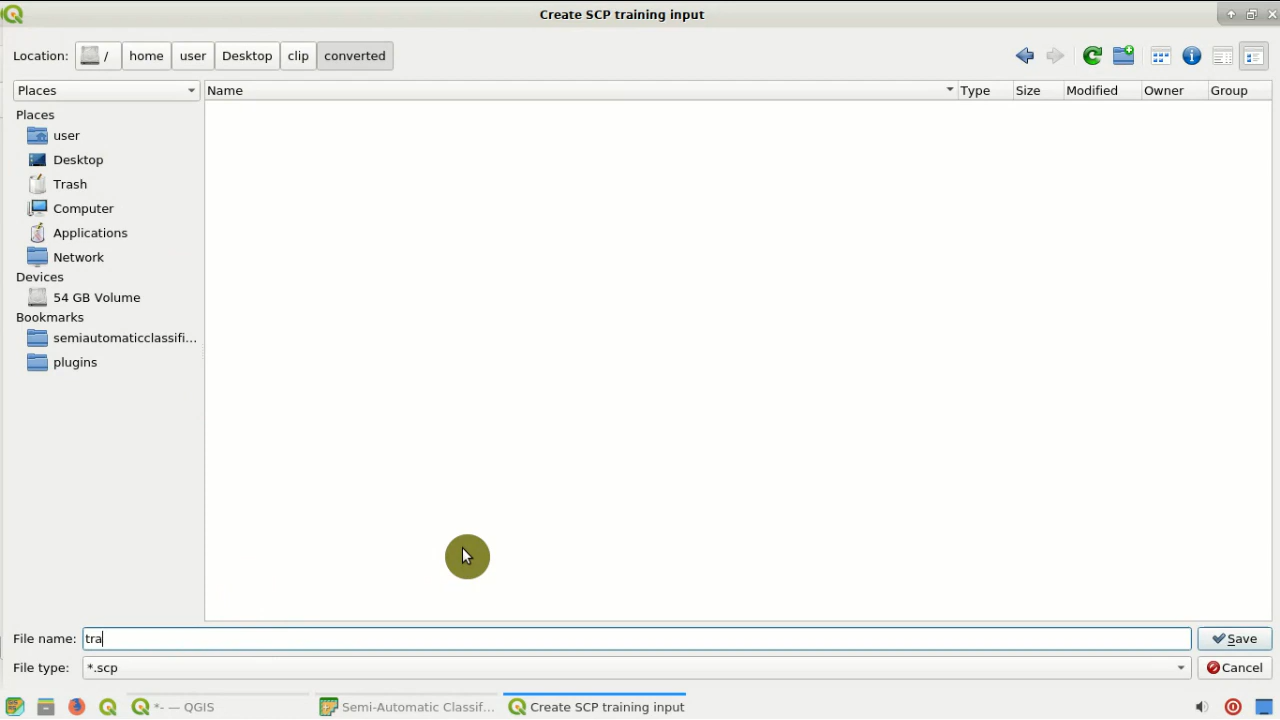 Create SCP training input
Location: / home user Desktop clip converted
Places Name Type Size Modified Owner Group
Places
user
Desktop
Trash
Computer
Applications
Network
Devices
54 GB Volume
Bookmarks
semiautomaticclassifi...
plugins
File name: tra Save
File type: *.scp Cancel
*- — QGIS Semi-Automatic Classif... Create SCP training input